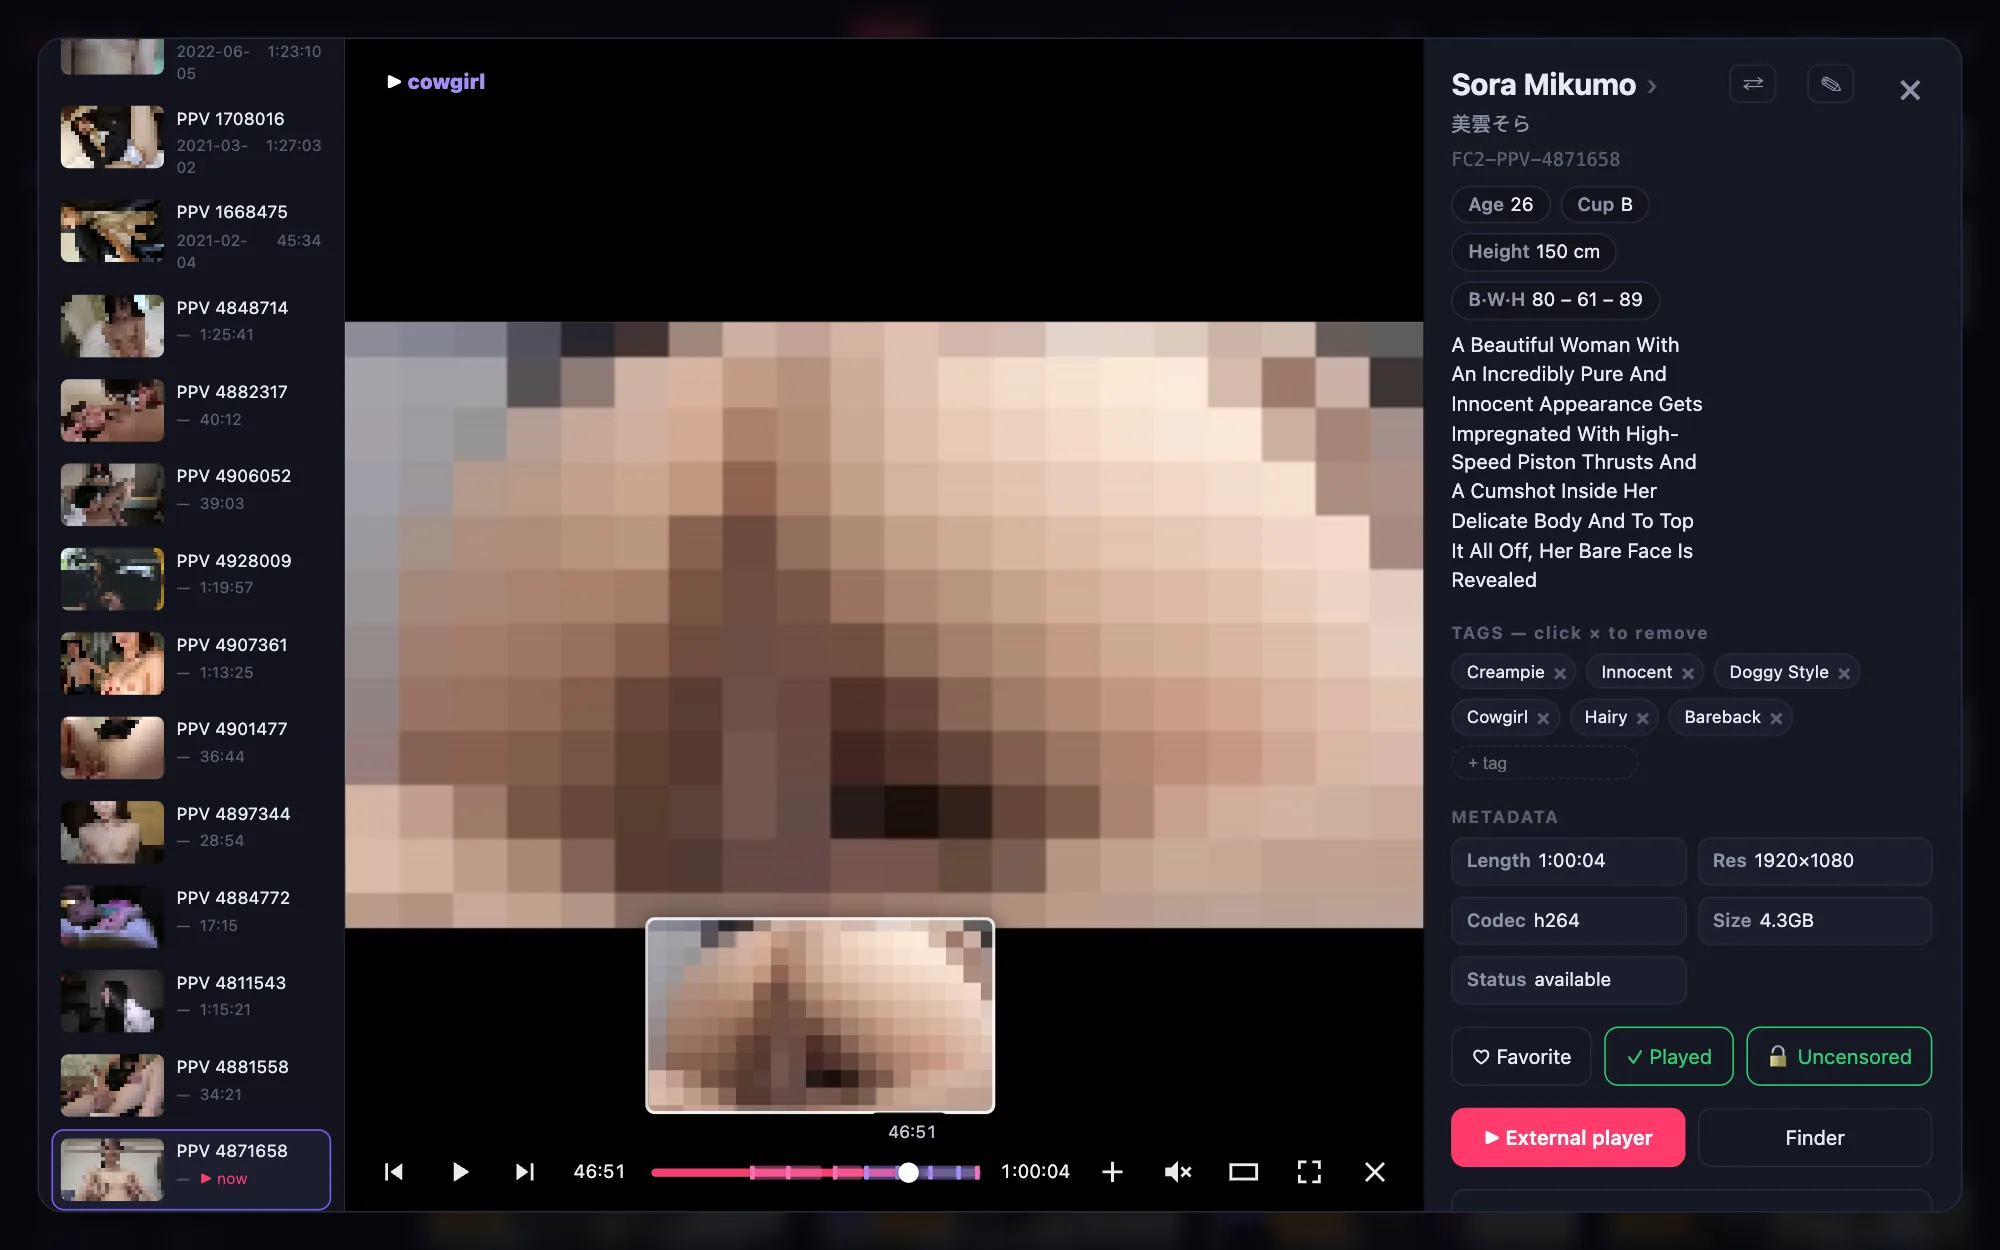 2022-06-05 1:23:10
PPV 1708016
2021-03-02 1:27:03
PPV 1668475
2021-02-04 45:34
PPV 4848714
— 1:25:41
PPV 4882317
— 40:12
PPV 4906052
— 39:03
PPV 4928009
— 1:19:57
PPV 4907361
— 1:13:25
PPV 4901477
— 36:44
PPV 4897344
— 28:54
PPV 4884772
— 17:15
PPV 4811543
— 1:15:21
PPV 4881558
— 34:21
PPV 4871658
— ▶ now
▶ cowgirl
46:51
46:51
1:00:04
Sora Mikumo ›
美雲そら
FC2-PPV-4871658
Age 26 Cup B
Height 150 cm
B·W·H 80 – 61 – 89
A Beautiful Woman With
An Incredibly Pure And
Innocent Appearance Gets
Impregnated With High-
Speed Piston Thrusts And
A Cumshot Inside Her
Delicate Body And To Top
It All Off, Her Bare Face Is
Revealed
TAGS — click × to remove
Creampie × Innocent × Doggy Style ×
Cowgirl × Hairy × Bareback ×
+ tag
METADATA
Length 1:00:04 Res 1920×1080
Codec h264 Size 4.3GB
Status available
♡ Favorite ✓ Played 🔓 Uncensored
▶ External player Finder